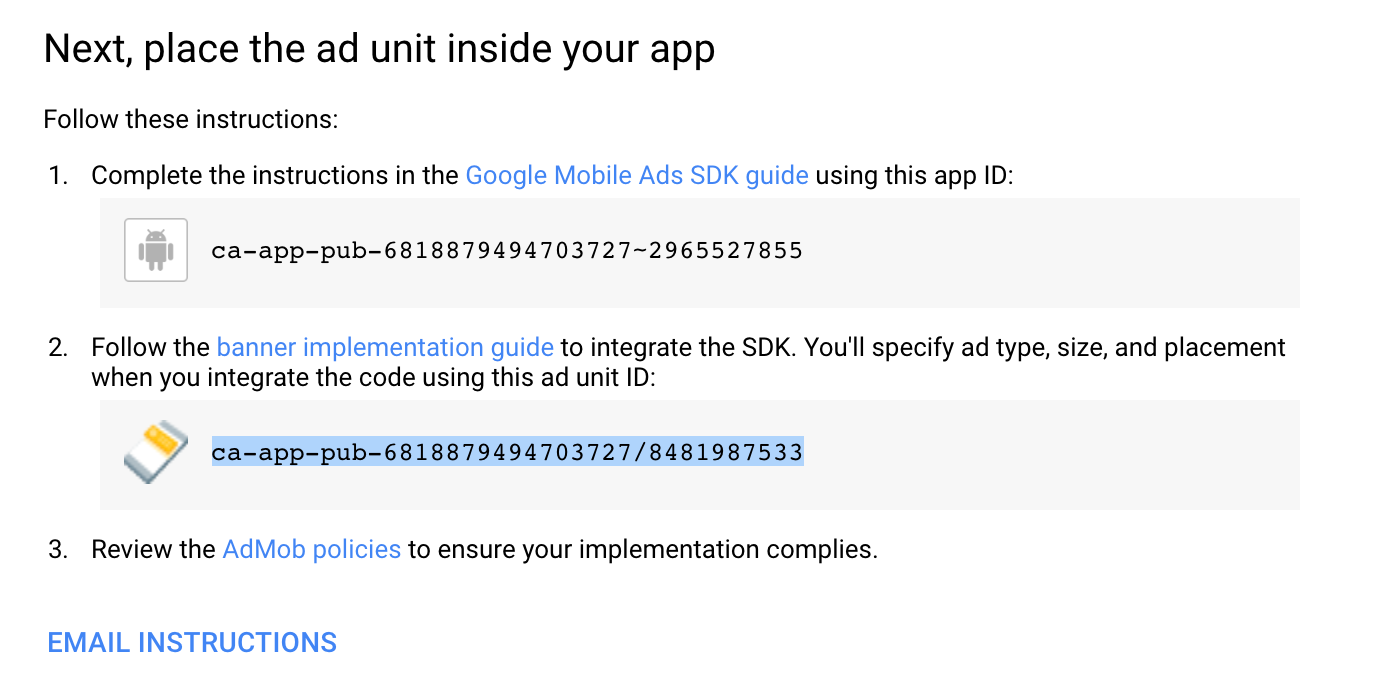 Next, place the ad unit inside your app
Follow these instructions:
1. Complete the instructions in the Google Mobile Ads SDK guide using this app ID:
ca-app-pub-6818879494703727~2965527855
2. Follow the banner implementation guide to integrate the SDK. You'll specify ad type, size, and placement
when you integrate the code using this ad unit ID:
ca-app-pub-6818879494703727/8481987533
3. Review the AdMob policies to ensure your implementation complies.
EMAIL INSTRUCTIONS